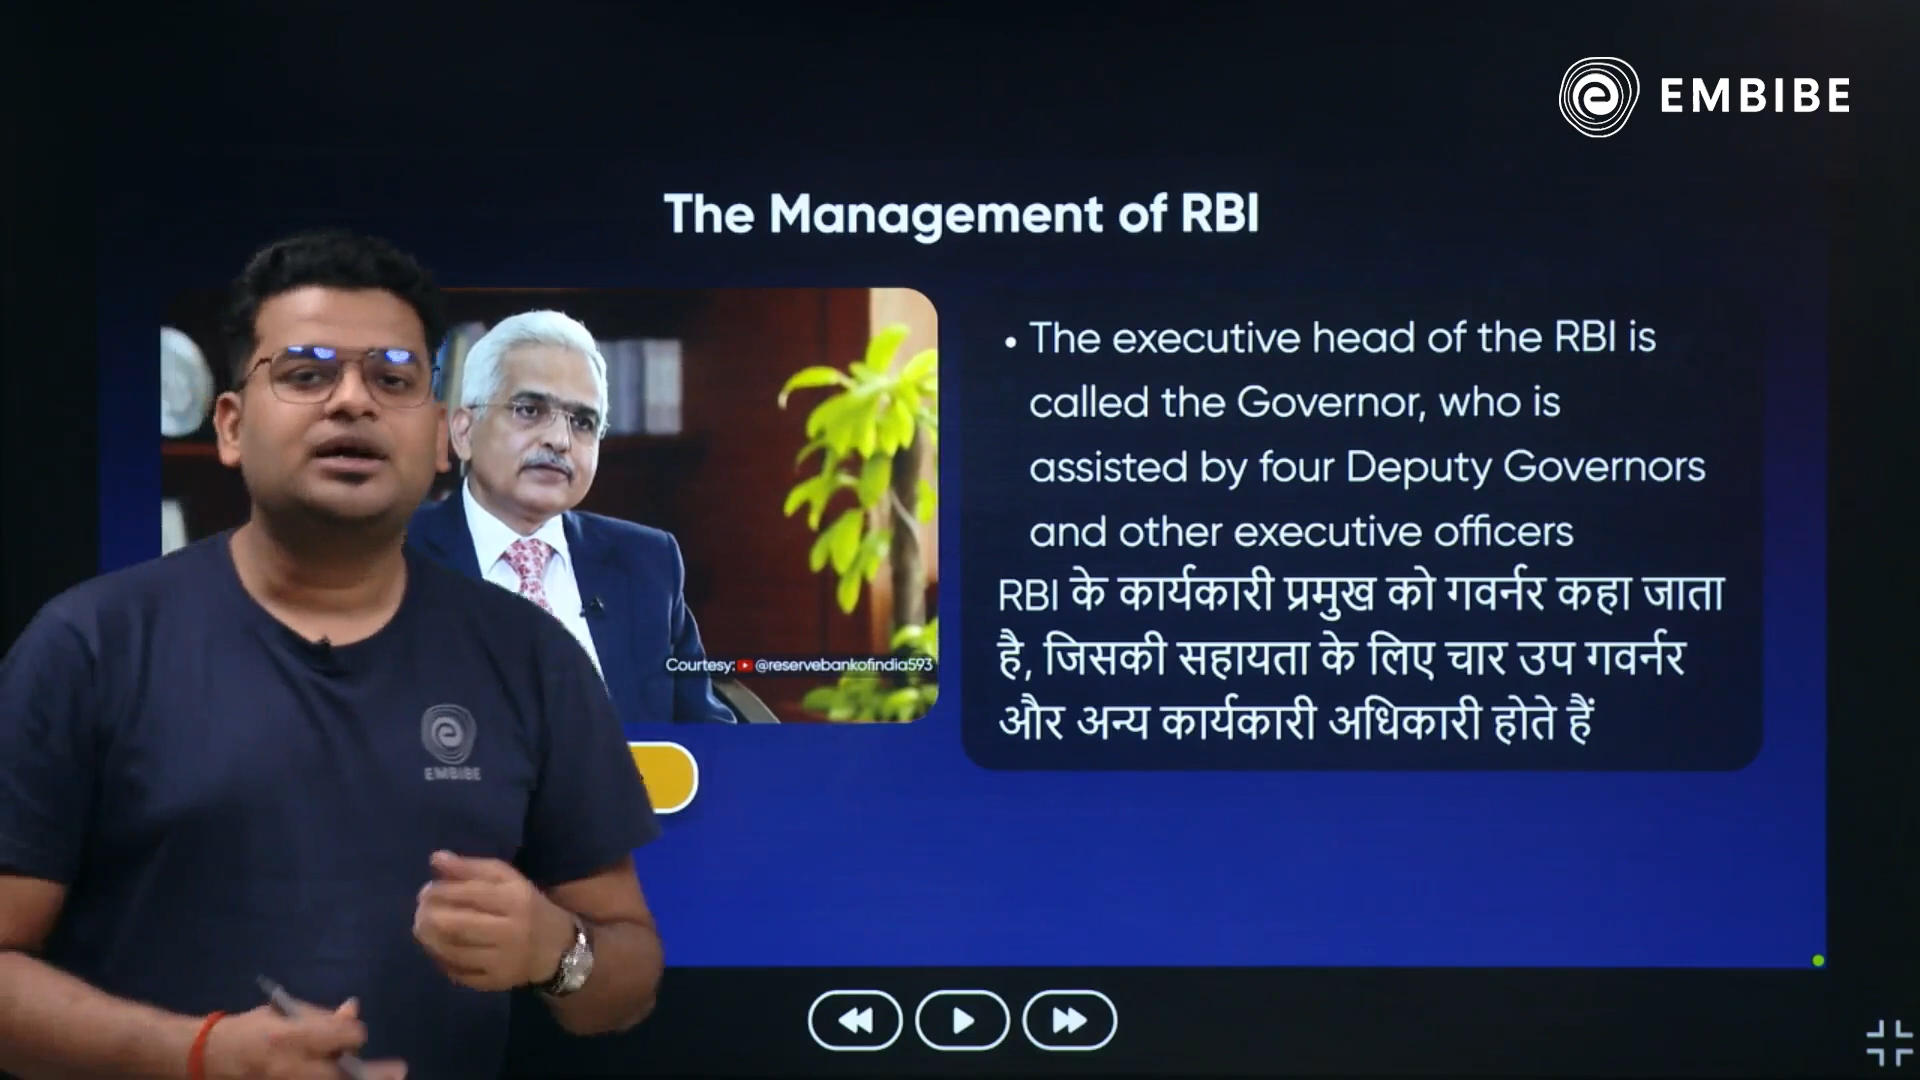 EMBIBE
The Management of RBI
• The executive head of the RBI is
called the Governor, who is
assisted by four Deputy Governors
and other executive officers
RBI के कार्यकारी प्रमुख को गवर्नर कहा जाता
है, जिसकी सहायता के लिए चार उप गवर्नर
और अन्य कार्यकारी अधिकारी होते हैं
Courtesy: @reservebankofindia593
EMBIBE